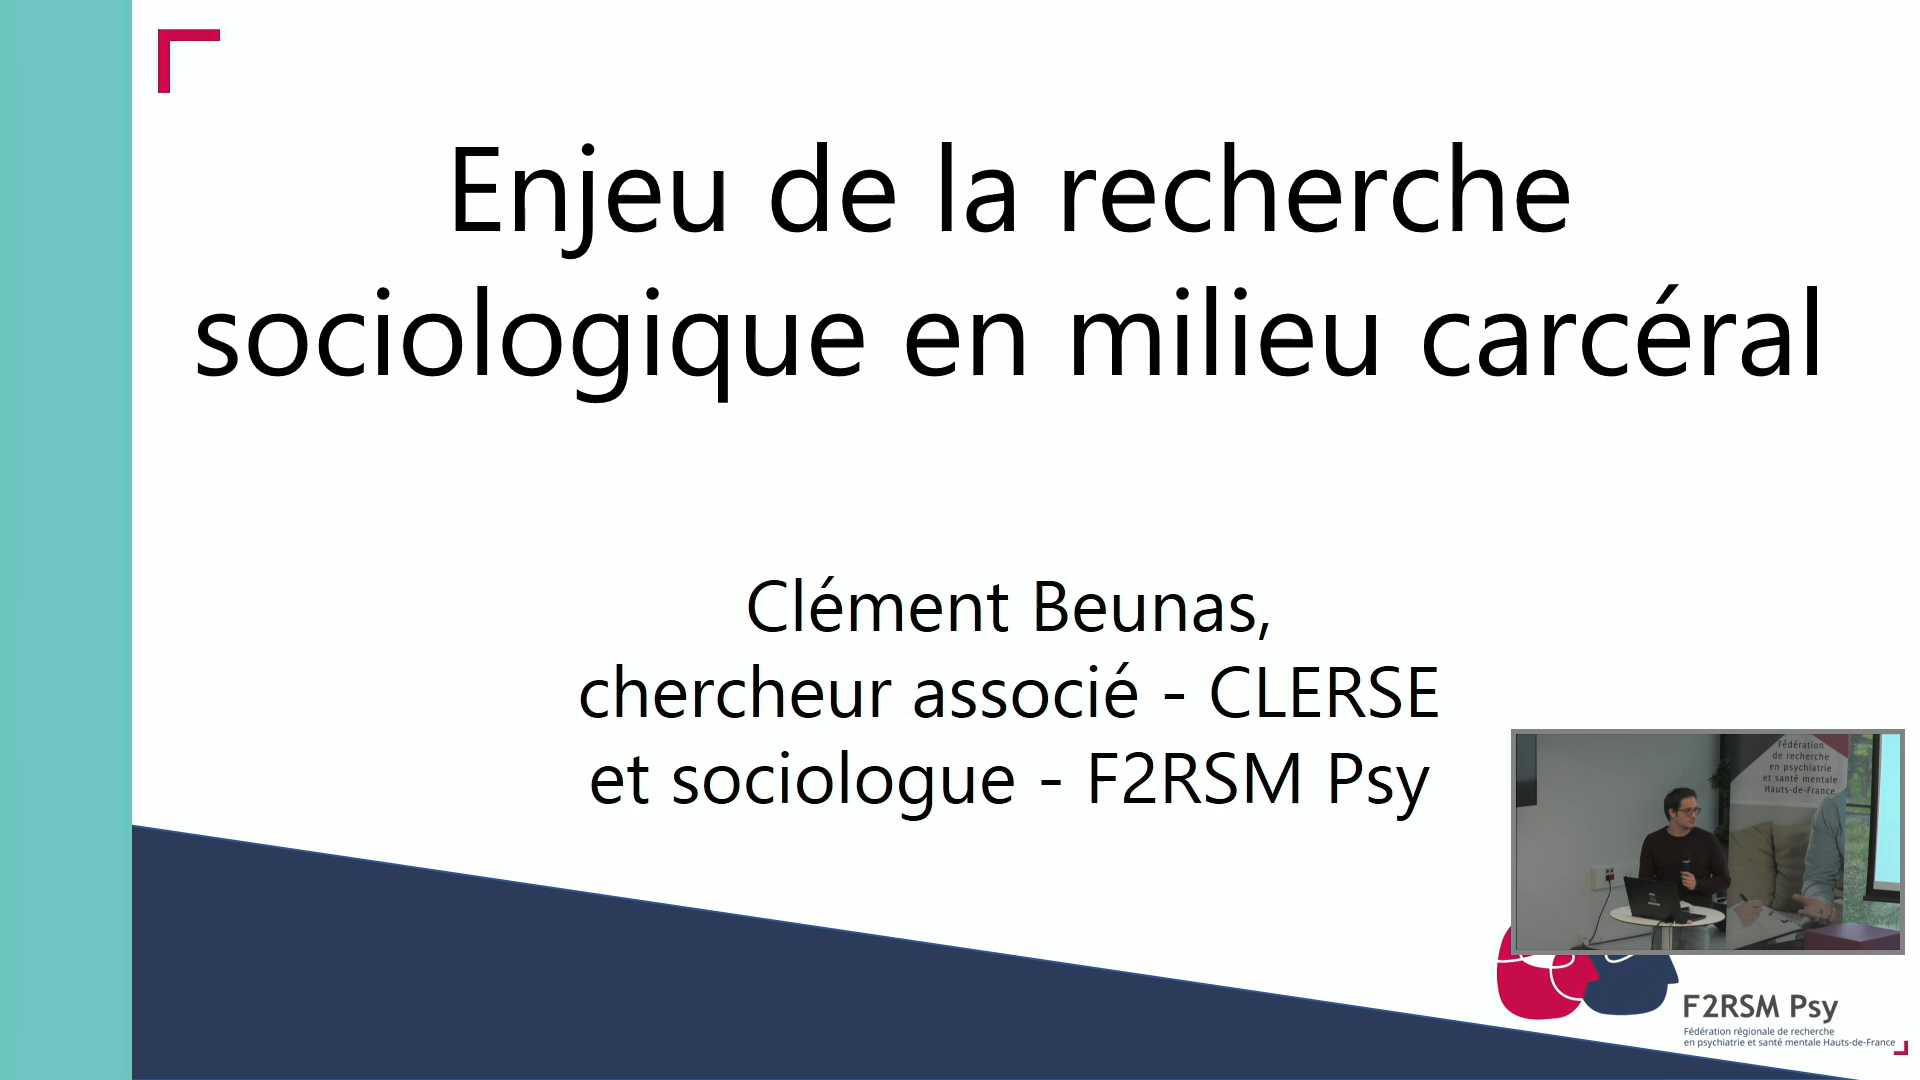 Enjeu de la recherche
sociologique en milieu carcéral
Clément Beunas,
chercheur associé - CLERSE
et sociologue - F2RSM Psy
Fédération
de recherche
en psychiatrie
et santé mentale
Hauts-de-France
F2RSM Psy
Fédération régionale de recherche
en psychiatrie et santé mentale Hauts-de-France